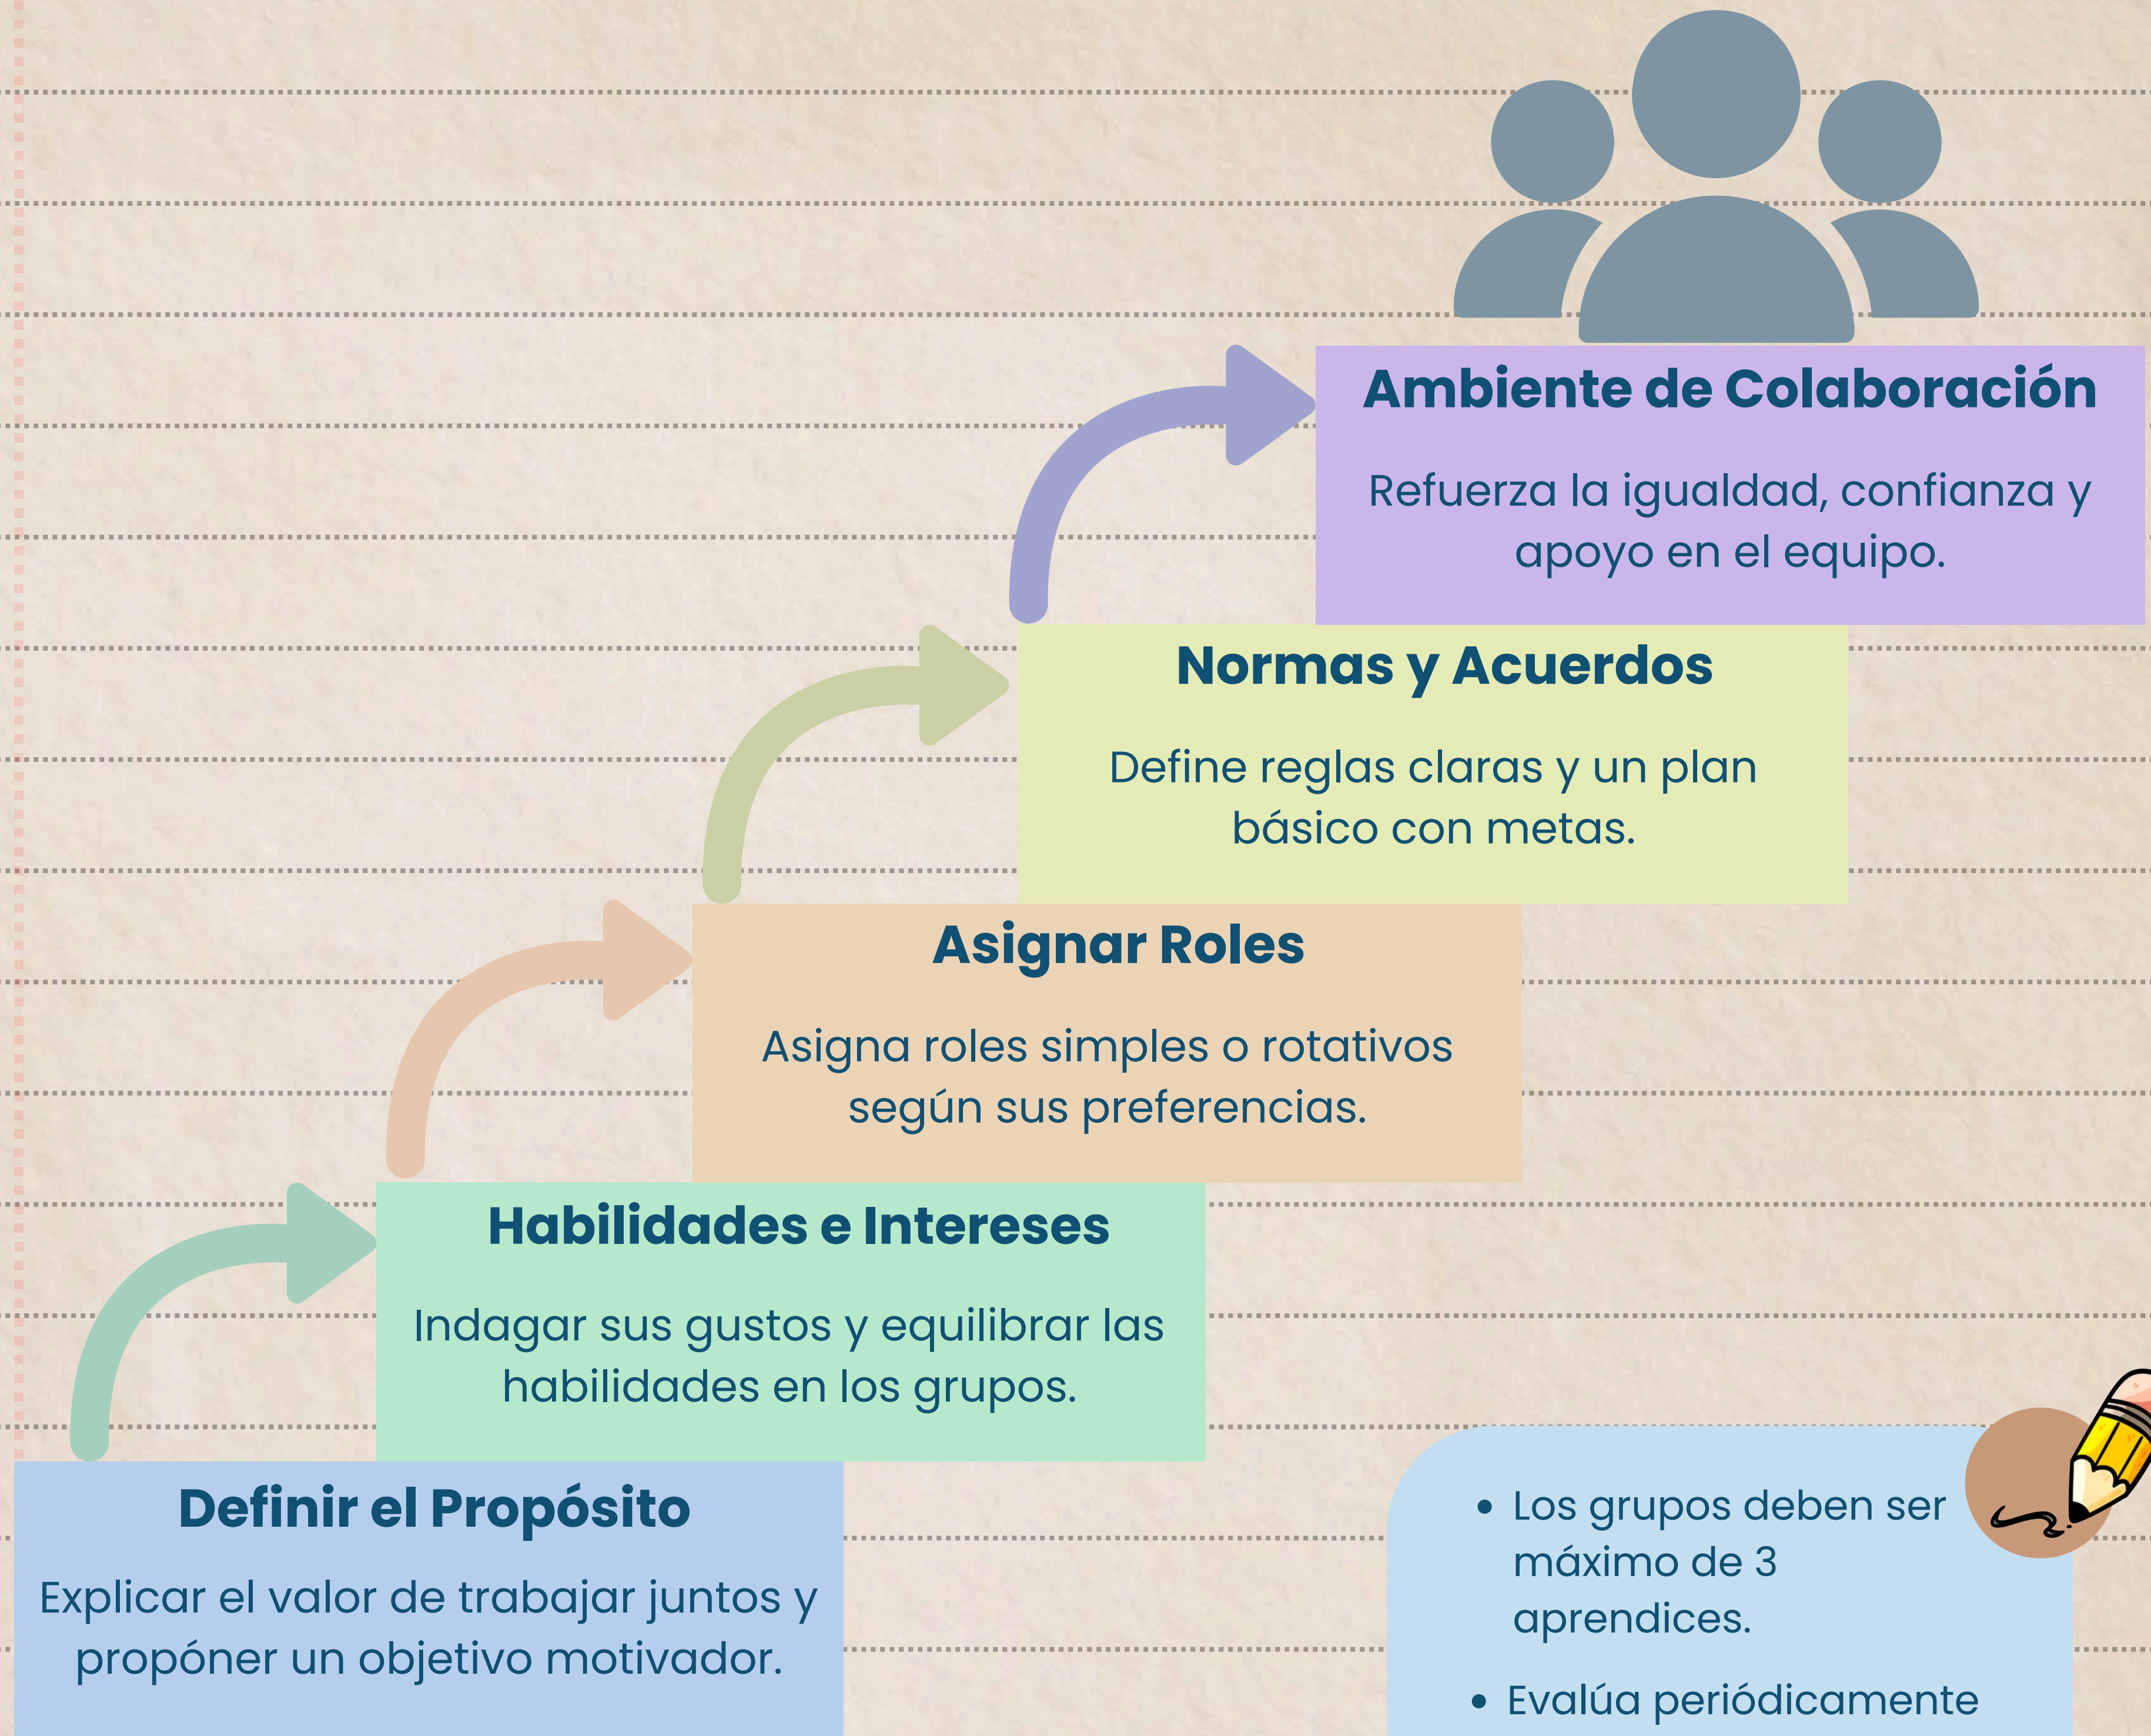 Ambiente de Colaboración
Refuerza la igualdad, confianza y
apoyo en el equipo.
Normas y Acuerdos
Define reglas claras y un plan
básico con metas.
Asignar Roles
Asigna roles simples o rotativos
según sus preferencias.
Habilidades e Intereses
Indagar sus gustos y equilibrar las
habilidades en los grupos.
Definir el Propósito
Explicar el valor de trabajar juntos y
propóner un objetivo motivador.
• Los grupos deben ser
máximo de 3
aprendices.
• Evalúa periódicamente